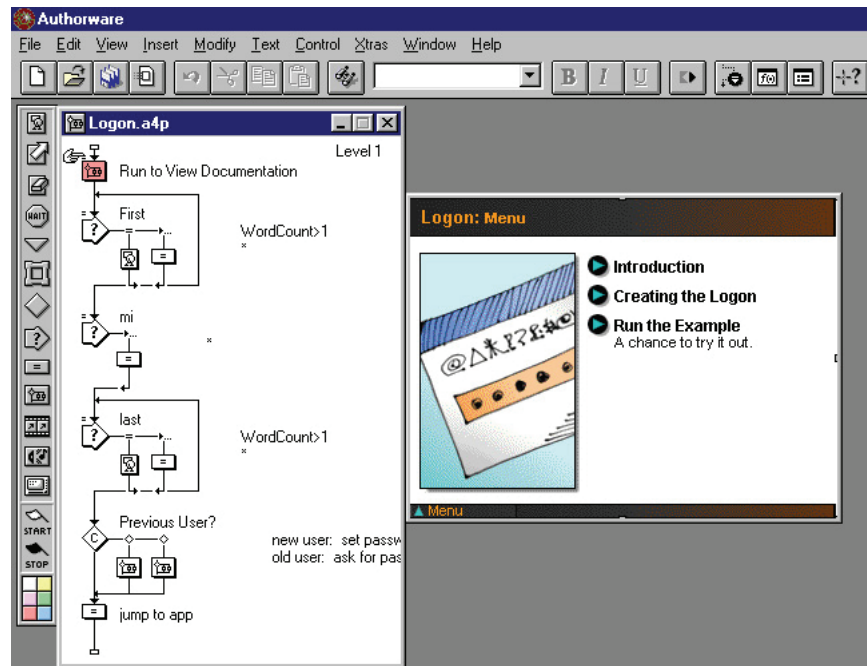 Authorware
File Edit View Insert Modify Text Control Xtras Window Help
B I U
Logon.a4p
Level 1
Run to View Documentation
First
WordCount>1
mi
last
WordCount>1
Previous User?
C
new user: set passw
old user: ask for pas
jump to app
WAIT
START
STOP
Logon: Menu
Introduction
Creating the Logon
Run the Example
A chance to try it out.
Menu